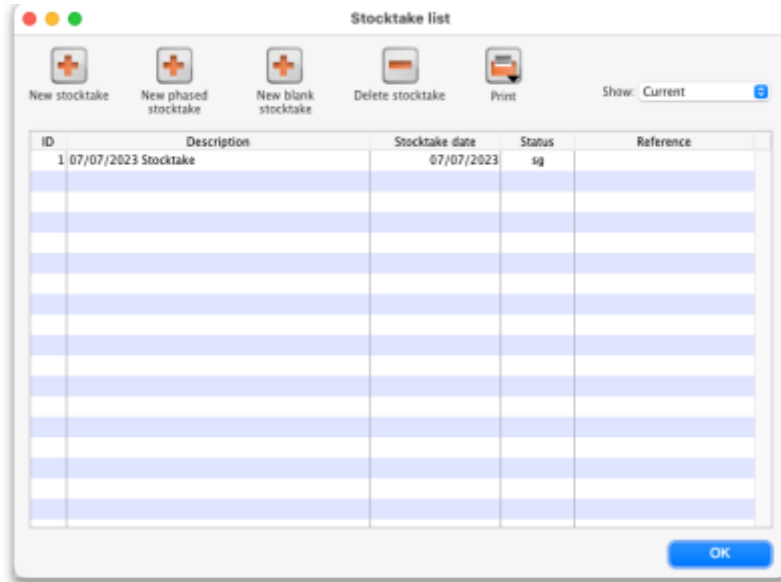 Stocktake list
New stocktake
New phased
stocktake
New blank
stocktake
Delete stocktake
Print
Show: Current
ID Description Stocktake date Status Reference
1 07/07/2023 Stocktake 07/07/2023 sg
OK